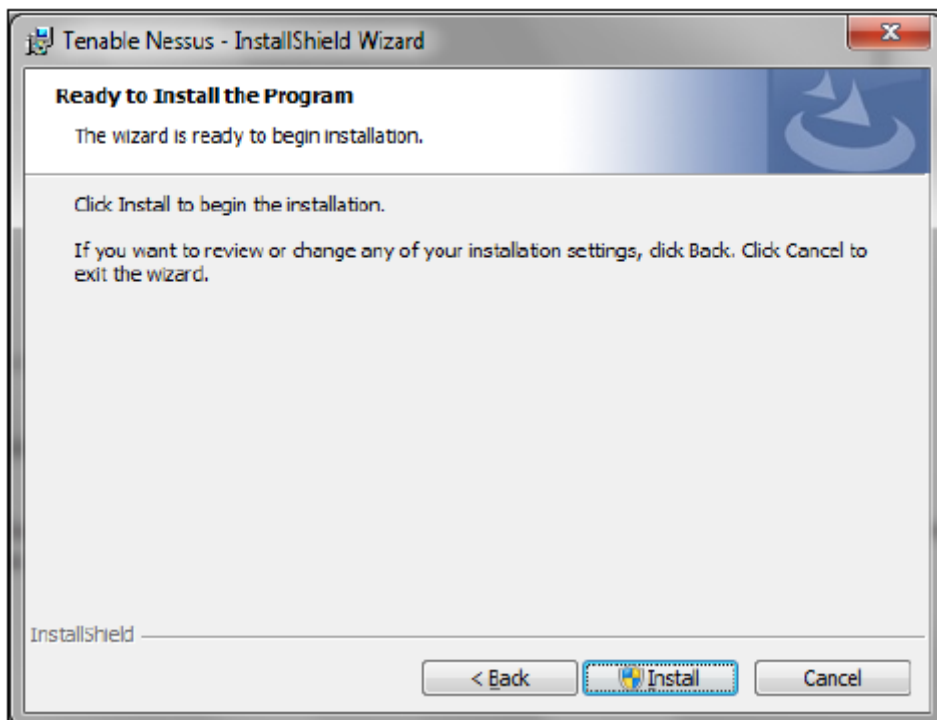 Tenable Nessus - InstallShield Wizard
Ready to Install the Program
The wizard is ready to begin installation.
Click Install to begin the installation.
If you want to review or change any of your installation settings, click Back. Click Cancel to
exit the wizard.
InstallShield
< Back
Install
Cancel